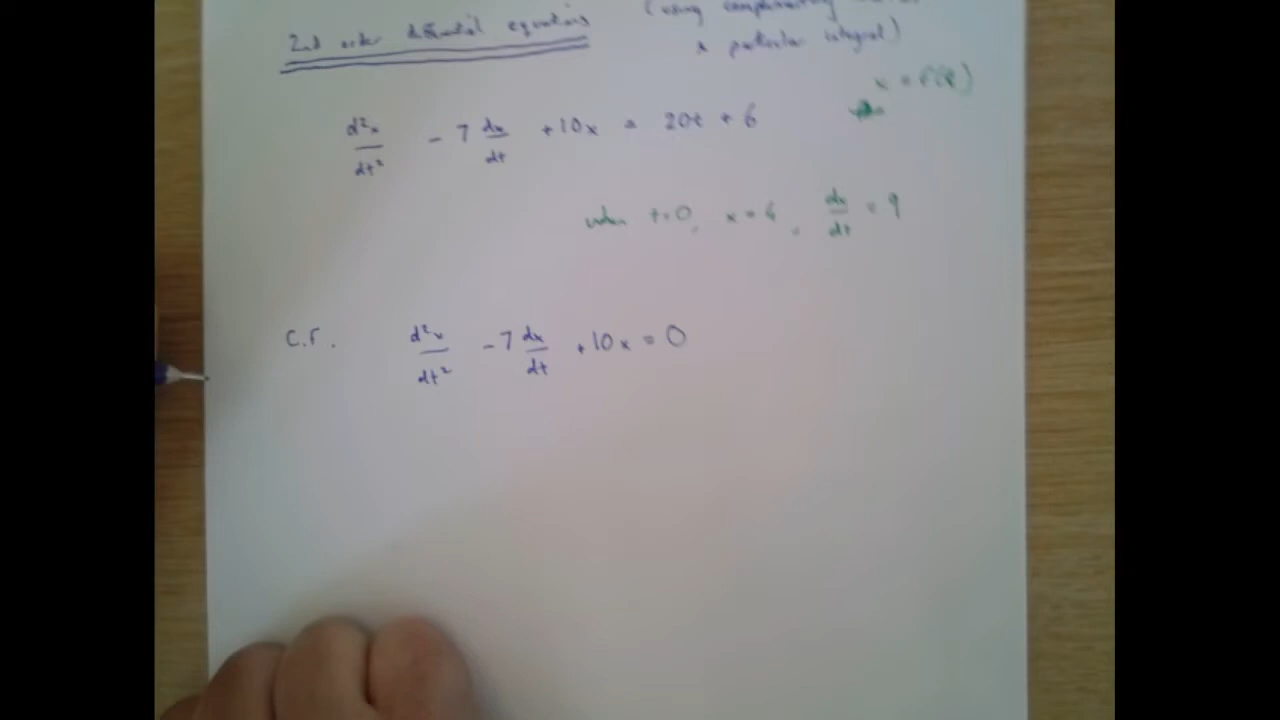 2nd order differential equations (using complementary
& particular integral)
x = f(t)
d²x/dt² - 7 dx/dt + 10x = 20t + 6
when t=0, x=4, dx/dt = 9
C.F. d²x/dt² - 7 dx/dt + 10x = 0